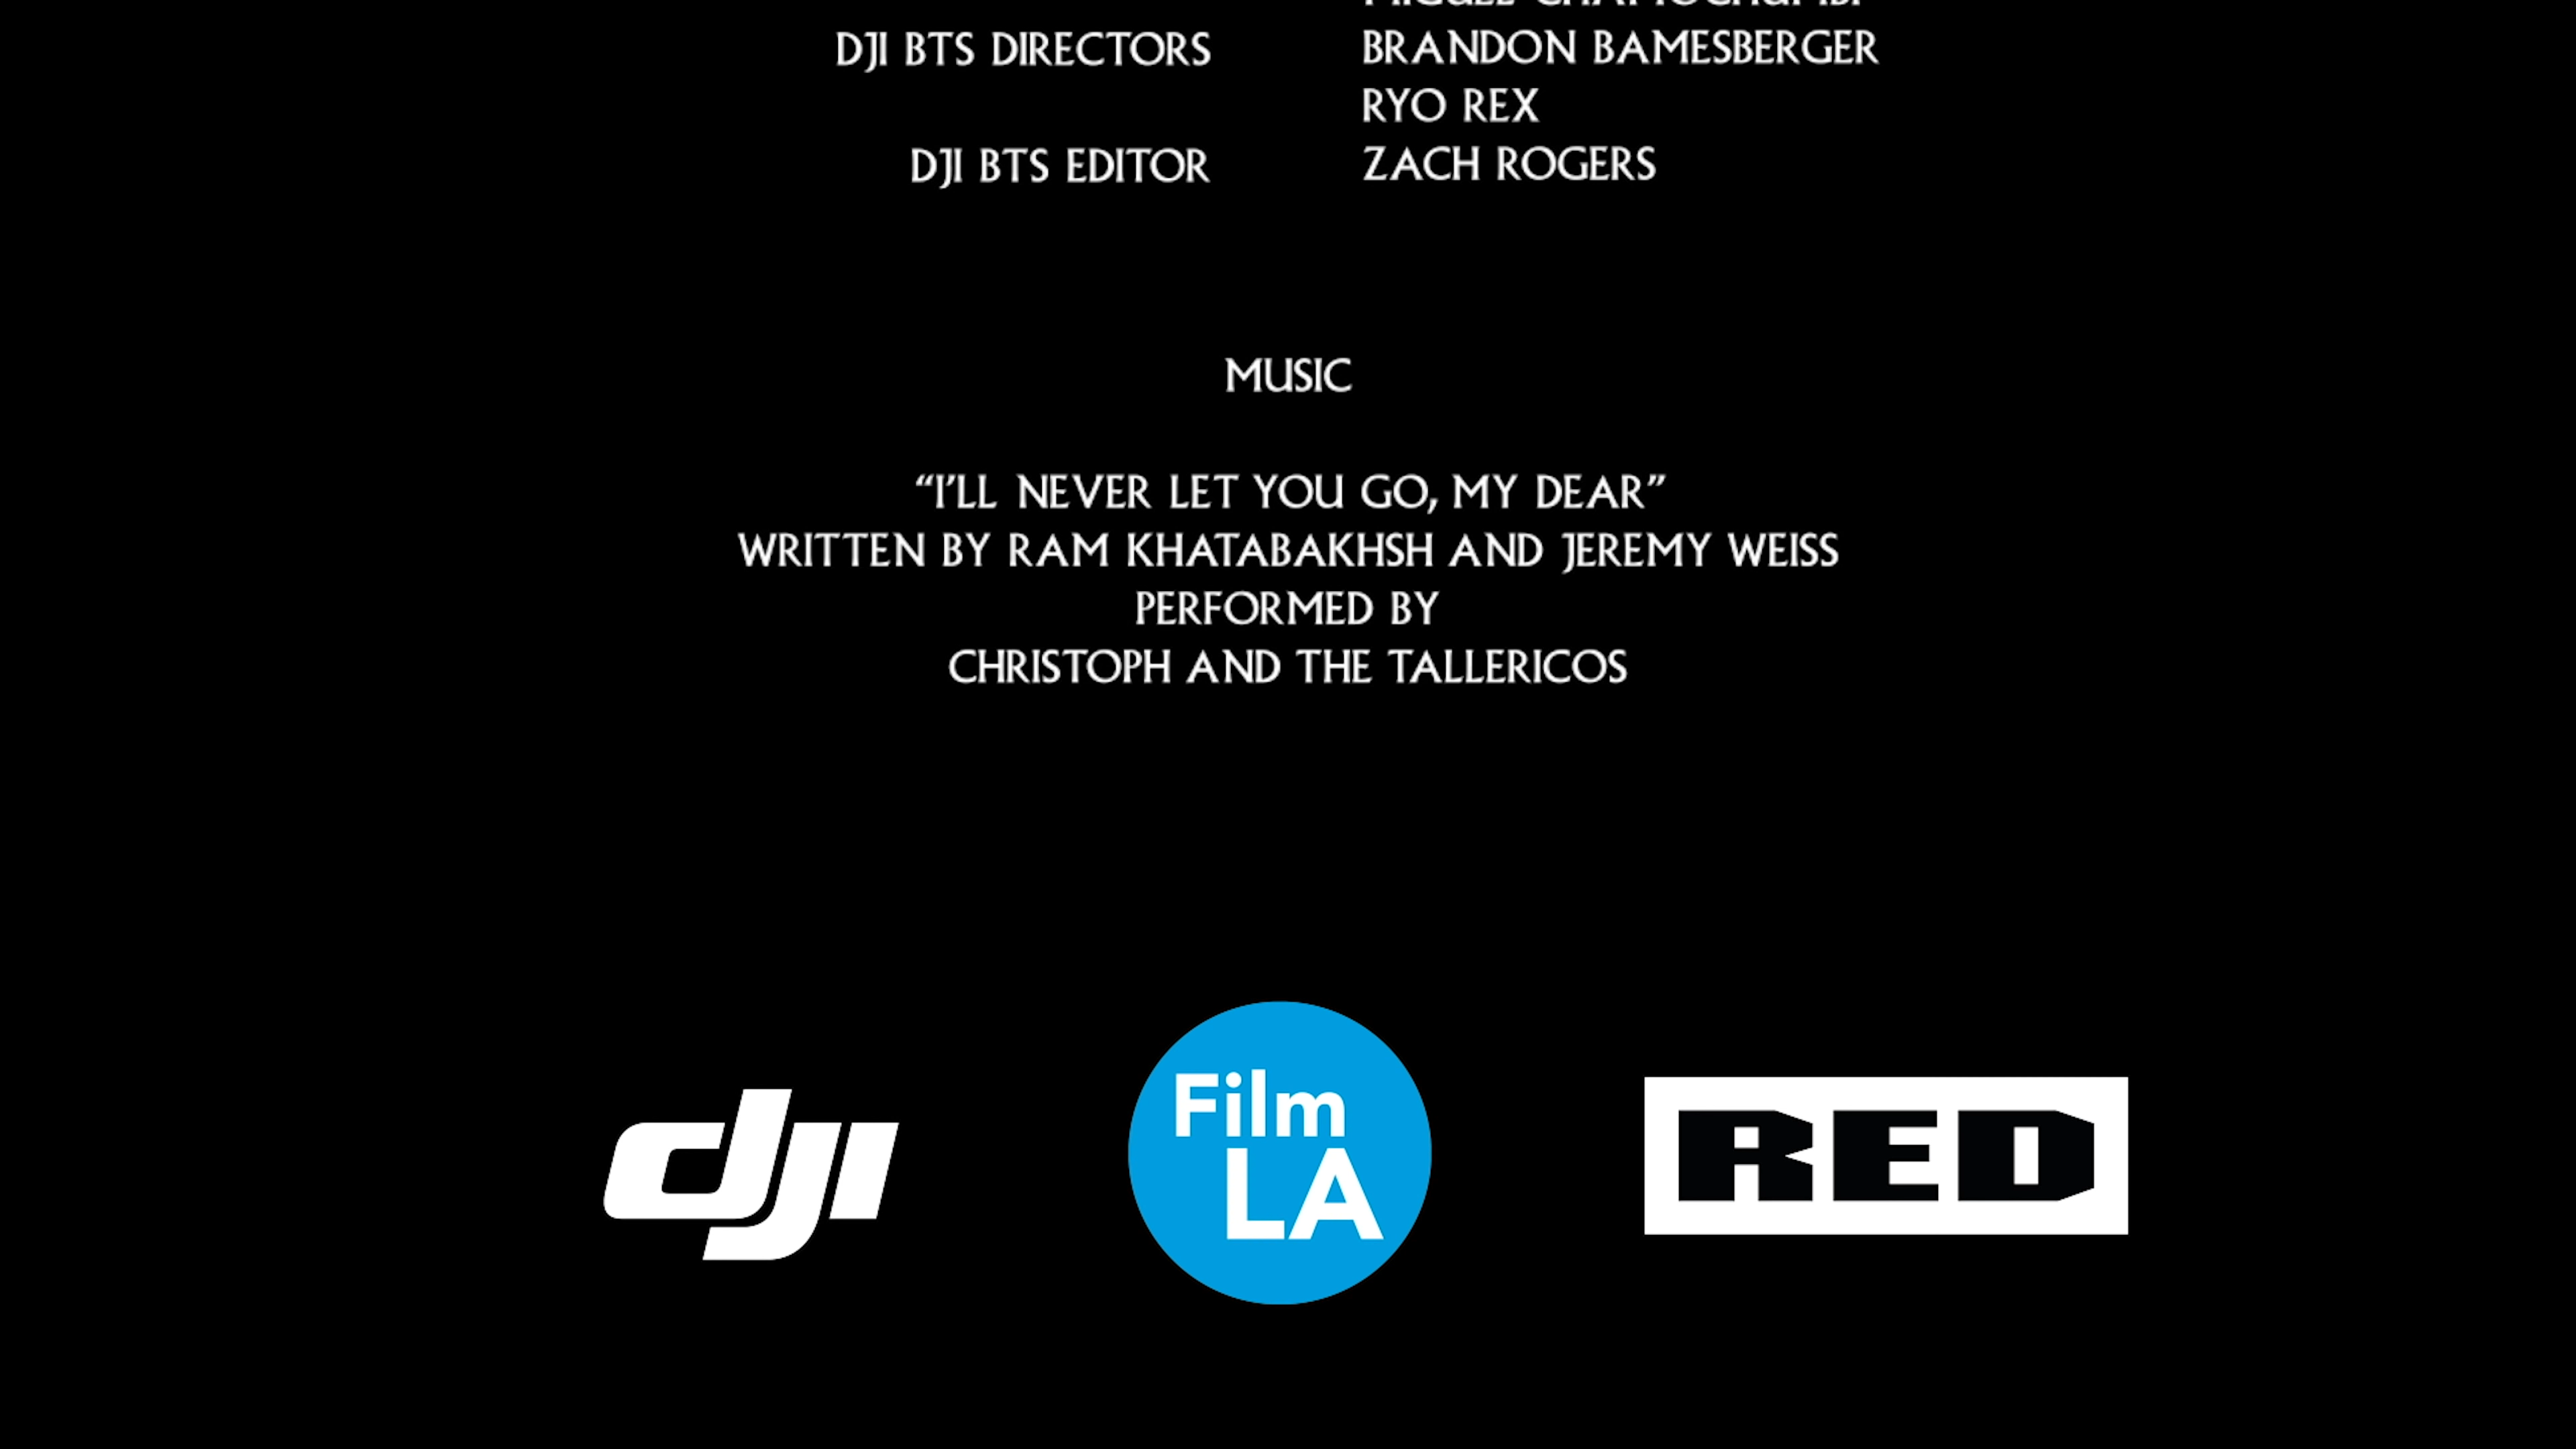 DJI BTS DIRECTORS BRANDON BAMESBERGER
RYO REX
DJI BTS EDITOR ZACH ROGERS
MUSIC
“I’LL NEVER LET YOU GO, MY DEAR”
WRITTEN BY RAM KHATABAKHSH AND JEREMY WEISS
PERFORMED BY
CHRISTOPH AND THE TALLERICOS
dji
Film
LA
RED